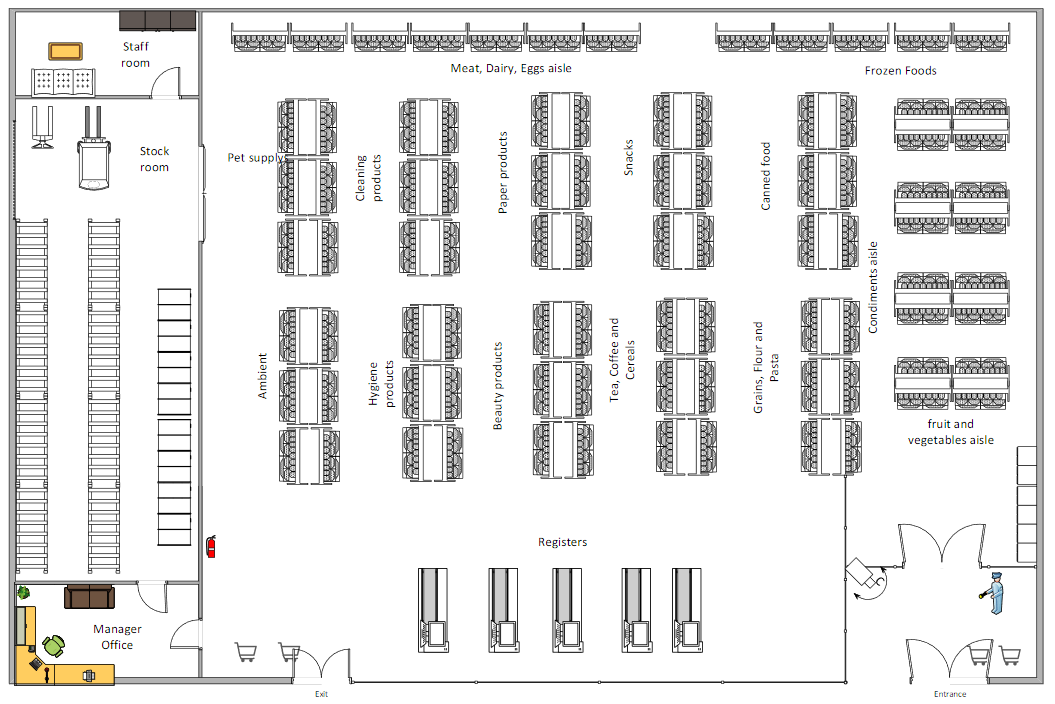 Staff
room
Meat, Dairy, Eggs aisle
Frozen Foods
Stock
room
Pet supplys
Cleaning
products
Paper products
Snacks
Canned food
Condiments aisle
Ambient
Hygiene
products
Beauty products
Tea, Coffee and
Cereals
Grains, Flour and
Pasta
fruit and
vegetables aisle
Registers
Manager
Office
Exit
Entrance